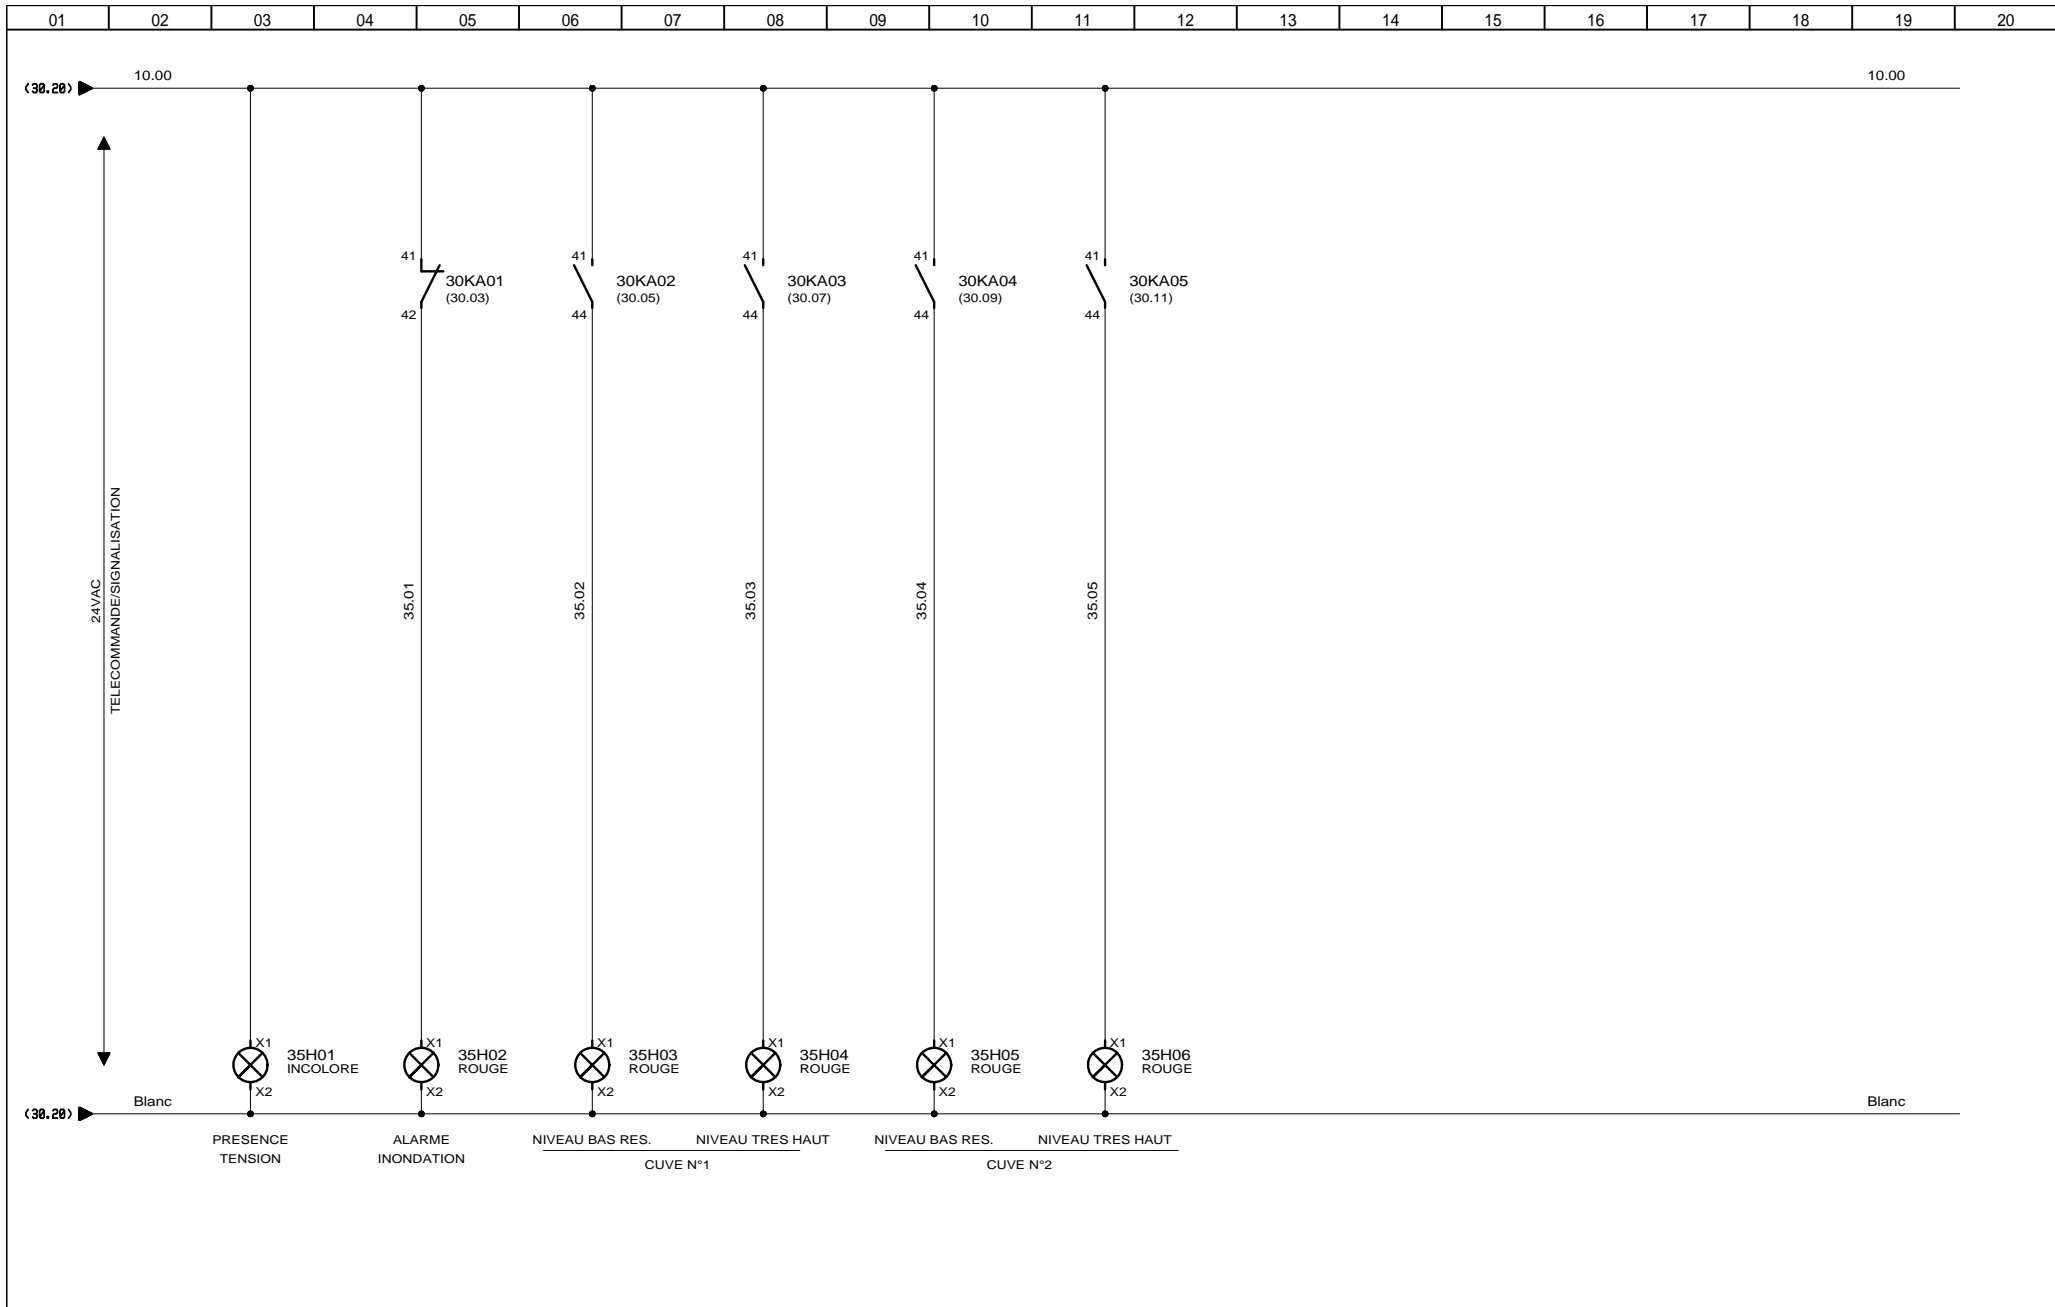 01 02 03 04 05 06 07 08 09 10 11 12 13 14 15 16 17 18 19 20
10.00 10.00
(30.20)
41 41 41 41 41
30KA01 30KA02 30KA03 30KA04 30KA05
(30.03) (30.05) (30.07) (30.09) (30.11)
42 44 44 44 44
24VAC
TELECOMMANDE/SIGNALISATION
35.01 35.02 35.03 35.04 35.05
X1 X1 X1 X1 X1 X1
35H01 35H02 35H03 35H04 35H05 35H06
INCOLORE ROUGE ROUGE ROUGE ROUGE ROUGE
X2 X2 X2 X2 X2 X2
Blanc Blanc
(30.20)
PRESENCE ALARME NIVEAU BAS RES. NIVEAU TRES HAUT NIVEAU BAS RES. NIVEAU TRES HAUT
TENSION INONDATION CUVE N°1 CUVE N°2